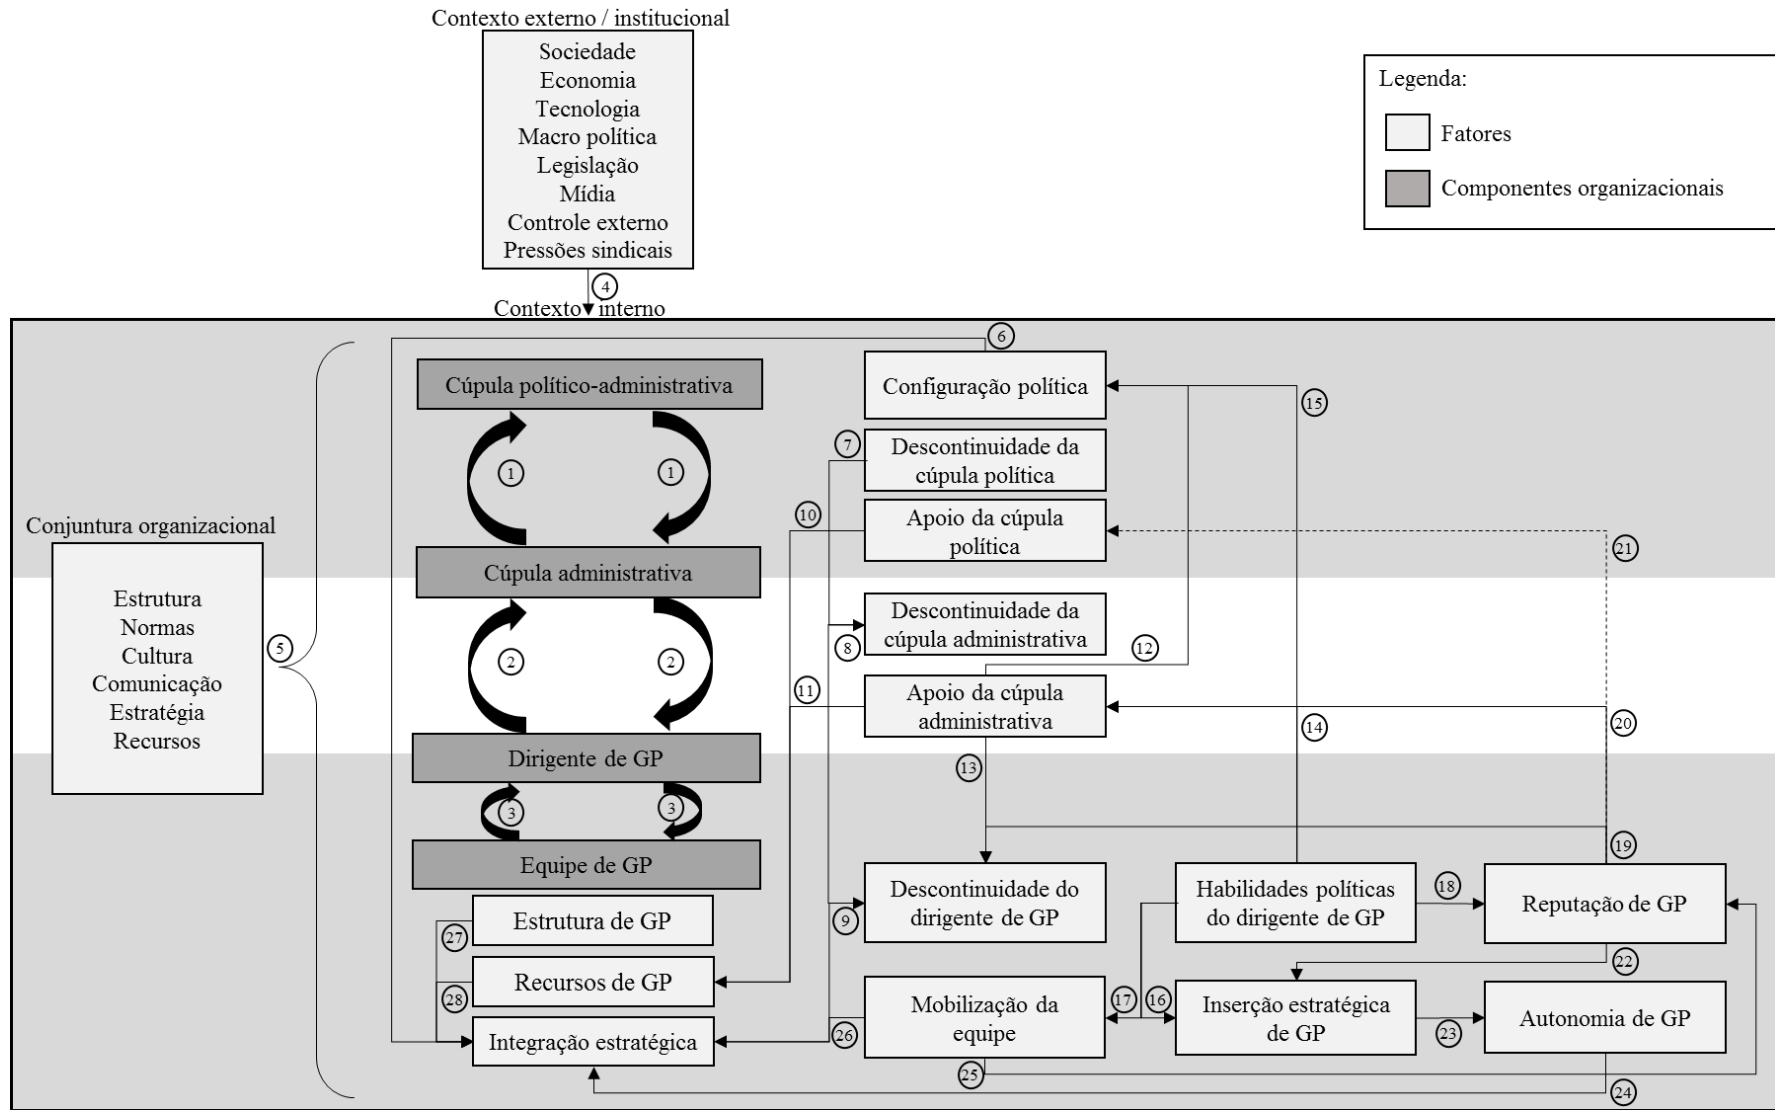 Contexto externo / institucional
Sociedade
Economia
Tecnologia
Macro política
Legislação
Mídia
Controle externo
Pressões sindicais
Legenda:
Fatores
Componentes organizacionais
4
Contexto interno
6
Cúpula político-administrativa
Configuração política
15
7
Descontinuidade da
cúpula política
1
1
10
Apoio da cúpula
política
21
Conjuntura organizacional
Estrutura
Normas
Cultura
Comunicação
Estratégia
Recursos
5
Cúpula administrativa
Descontinuidade da
cúpula administrativa
8
12
2
2
11
Apoio da cúpula
administrativa
14
20
13
Dirigente de GP
3
3
19
Equipe de GP
Descontinuidade do
dirigente de GP
9
Habilidades políticas
do dirigente de GP
18
Reputação de GP
22
Estrutura de GP
27
Recursos de GP
28
Integração estratégica
26
Mobilização da
equipe
17
16
Inserção estratégica
de GP
23
Autonomia de GP
25
24